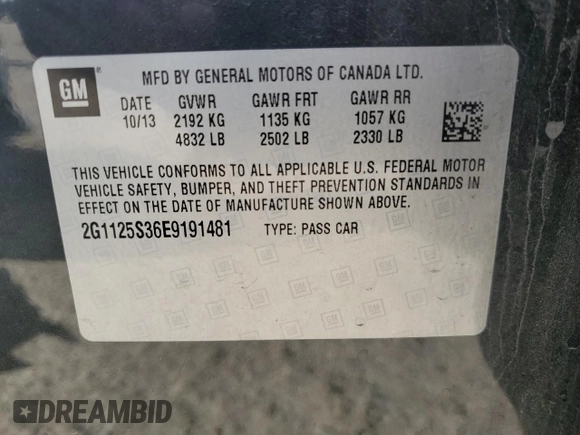 GM
MFD BY GENERAL MOTORS OF CANADA LTD.
DATE GVWR GAWR FRT GAWR RR
10/13 2192 KG 1135 KG 1057 KG
4832 LB 2502 LB 2330 LB
THIS VEHICLE CONFORMS TO ALL APPLICABLE U.S. FEDERAL MOTOR
VEHICLE SAFETY, BUMPER, AND THEFT PREVENTION STANDARDS IN
EFFECT ON THE DATE OF MANUFACTURE SHOWN ABOVE.
2G1125S36E9191481 TYPE: PASS CAR
DREAMBID